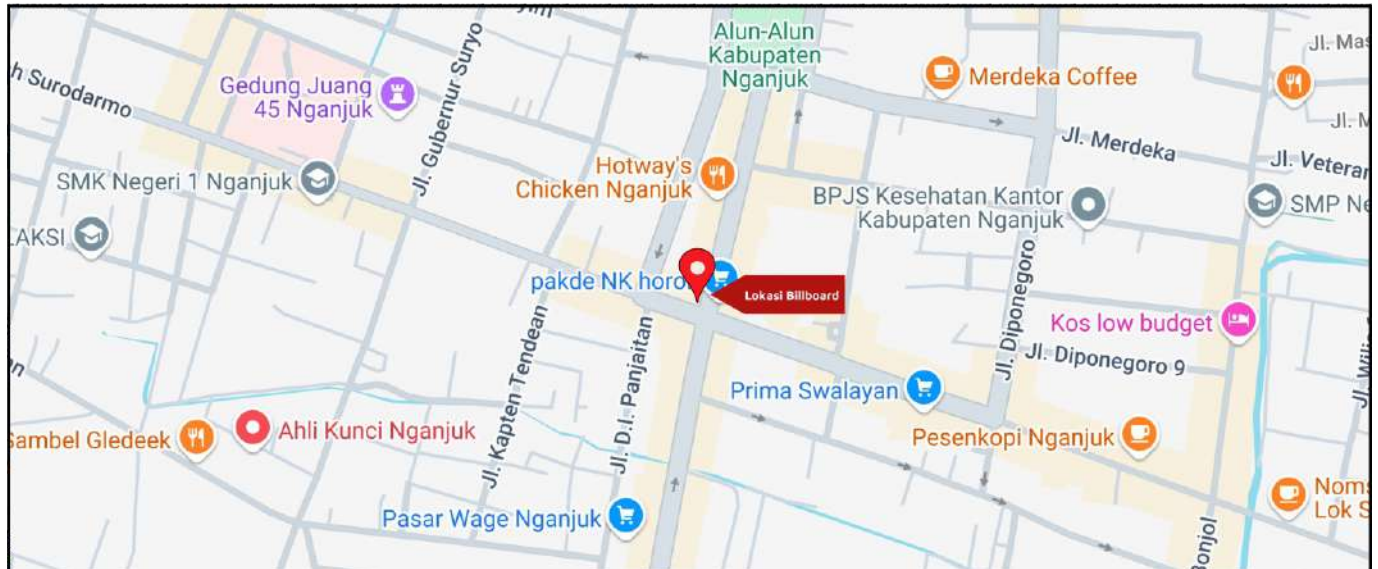 Alun-Alun
Kabupaten
Nganjuk
Merdeka Coffee
Jl. Mas
h Surodarmo
Gedung Juang
45 Nganjuk
Jl. Gubernur Suryo
Jl. M
Jl. Merdeka
Jl. Veterar
Hotway's
Chicken Nganjuk
SMK Negeri 1 Nganjuk
BPJS Kesehatan Kantor
Kabupaten Nganjuk
SMP Ne
LAKSI
pakde NK horo
Lokasi Billboard
Jl. Diponegoro
Kos low budget
Jl. Diponegoro 9
Jl. Kapten Tendean
Jl. D.I. Panjaitan
Prima Swalayan
Sambel Gledeek
Ahli Kunci Nganjuk
Pesenkopi Nganjuk
Pasar Wage Nganjuk
Noms
Lok S
Bonjol